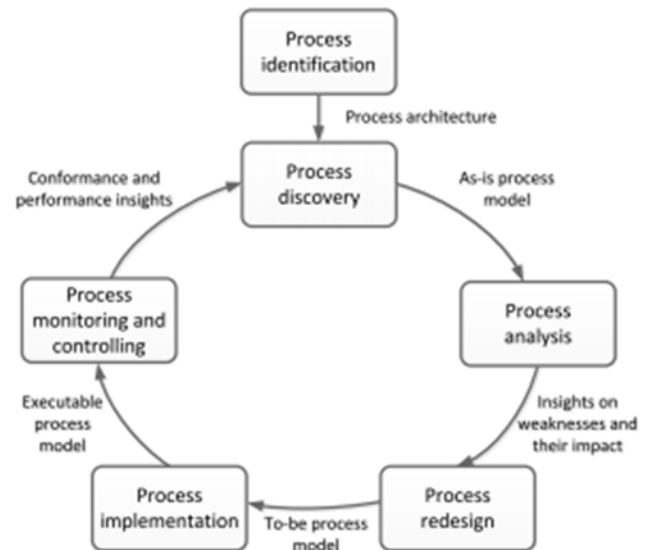 Process
identification
Process architecture
Process
discovery
Conformance and
performance insights
As-is process
model
Process
monitoring and
controlling
Process
analysis
Executable
process
model
Insights on
weaknesses and
their impact
Process
implementation
To-be process
model
Process
redesign